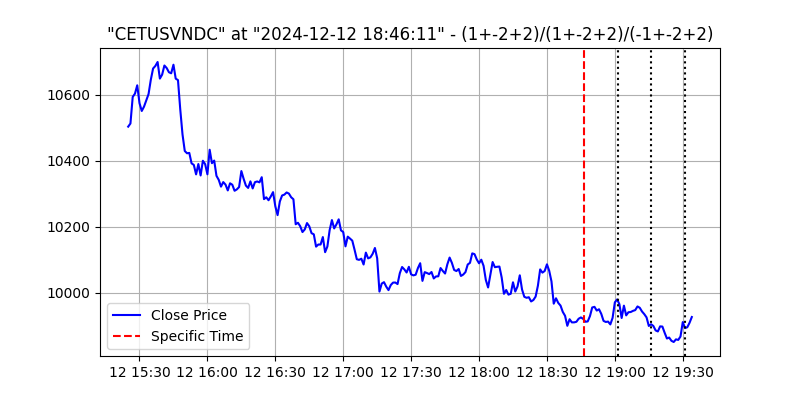 "CETUSVNDC" at "2024-12-12 18:46:11" - (1+-2+2)/(1+-2+2)/(-1+-2+2)
10600
10400
10200
10000
Close Price
Specific Time
12 15:30 12 16:00 12 16:30 12 17:00 12 17:30 12 18:00 12 18:30 12 19:00 12 19:30